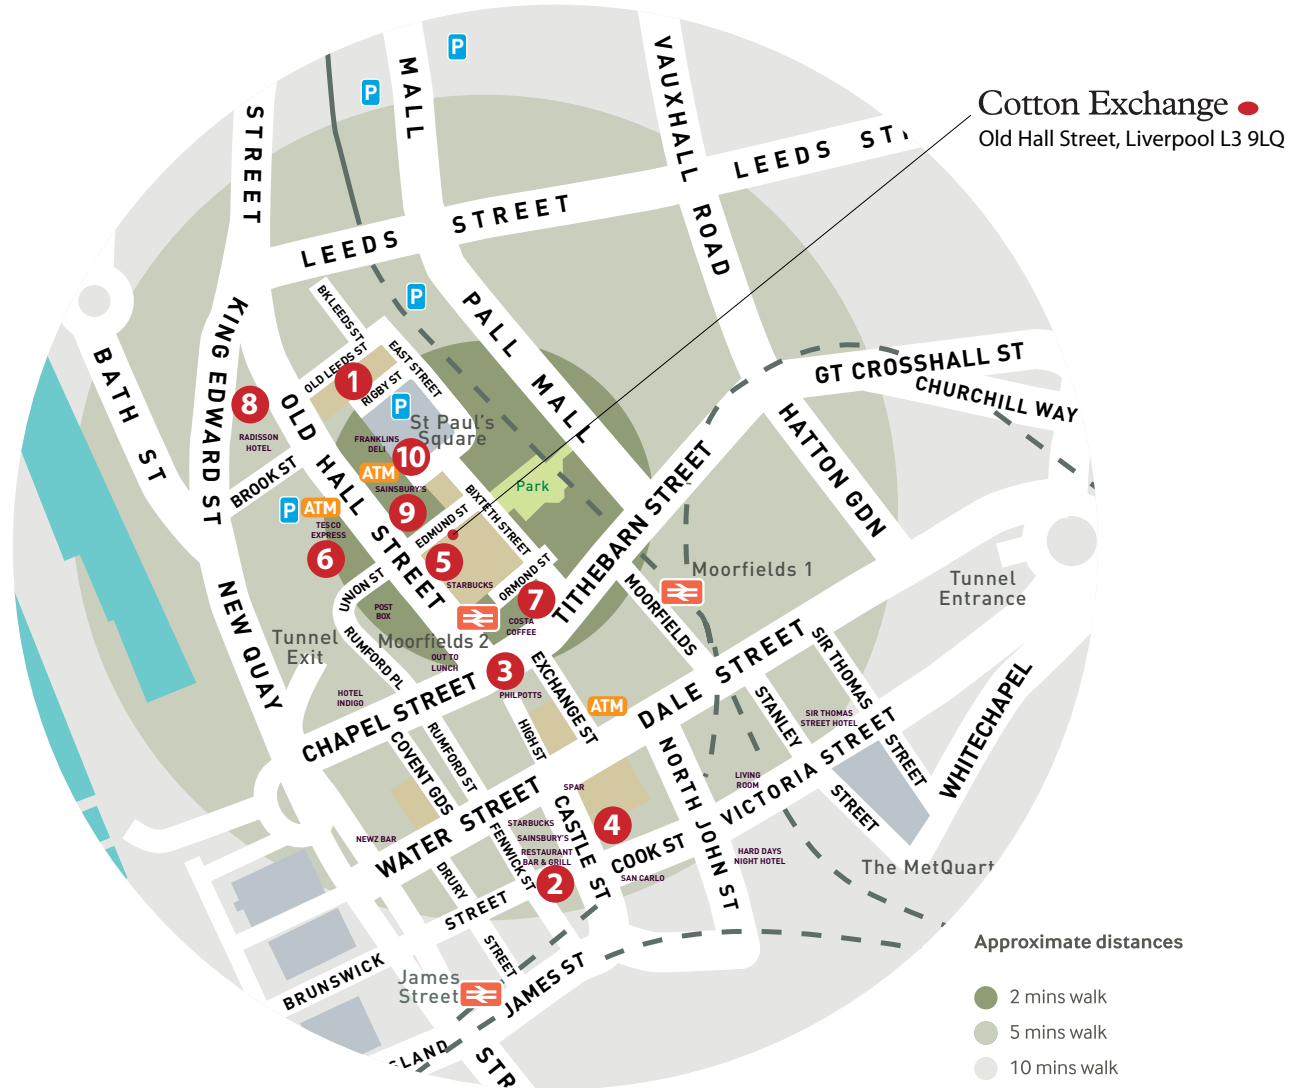 P
P
MALL
VAUXHALL
ROAD
STREET
Cotton Exchange
Old Hall Street, Liverpool L3 9LQ
LEEDS STREET
LEEDS
P
BK LEEDS ST
KING EDWARD ST
PALL MALL
BATH ST
OLD LEEDS ST
EAST STREET
1
RIGBY ST
GT CROSSHALL ST
CHURCHILL WAY
8
RADISSON
HOTEL
OLD HALL STREET
P
St Paul's
Square
FRANKLINS
DELI
10
ATM
SAINSBURY'S
HATTON GDN
BROOK ST
Park
BIXTETH STREET
P
ATM
9
TESCO
EXPRESS
EDMUND ST
TITHEBARN STREET
6
5
STARBUCKS
ORMOND ST
7
COSTA
COFFEE
UNION ST
POST
BOX
Moorfields 1
MOORFIELDS
Tunnel
Entrance
NEW QUAY
Tunnel
Exit
Moorfields 2
RUMFORD PL
OUT TO
LUNCH
3
PHILPOTTS
EXCHANGE ST
HOTEL
INDIGO
CHAPEL STREET
ATM
DALE STREET
SIR THOMAS
STREET
SIR THOMAS
STREET HOTEL
STANLEY
STREET
WHITECHAPEL
COVENT GDS
RUMFORD ST
HIGH ST
NORTH JOHN ST
VICTORIA STREET
LIVING
ROOM
SPAR
WATER STREET
CASTLE ST
4
NEWZ BAR
STARBUCKS
SAINSBURY'S
RESTAURANT
BAR & GRILL
FENWICK ST
2
COOK ST
SAN CARLO
HARD DAYS
NIGHT HOTEL
The MetQuart
DRURY
STREET
BRUNSWICK
STREET
James
Street
JAMES ST
STR
Approximate distances
2 mins walk
5 mins walk
10 mins walk